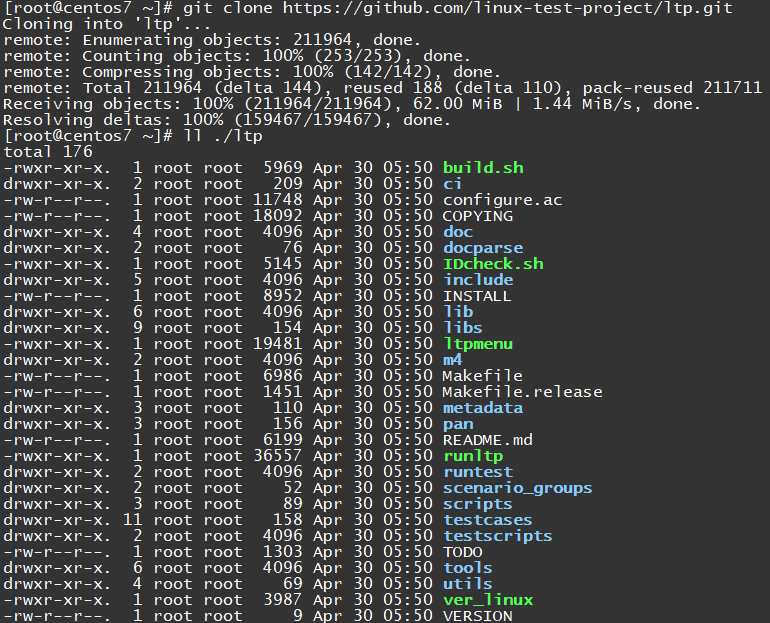 [root@centos7 ~]# git clone https://github.com/linux-test-project/ltp.git
Cloning into 'ltp'...
remote: Enumerating objects: 211964, done.
remote: Counting objects: 100% (253/253), done.
remote: Compressing objects: 100% (142/142), done.
remote: Total 211964 (delta 144), reused 188 (delta 110), pack-reused 211711
Receiving objects: 100% (211964/211964), 62.00 MiB | 1.44 MiB/s, done.
Resolving deltas: 100% (159467/159467), done.
[root@centos7 ~]# ll ./ltp
total 176
-rwxr-xr-x.  1 root root  5969 Apr 30 05:50 build.sh
drwxr-xr-x.  2 root root   209 Apr 30 05:50 ci
-rw-r--r--.  1 root root 11748 Apr 30 05:50 configure.ac
-rw-r--r--.  1 root root 18092 Apr 30 05:50 COPYING
drwxr-xr-x.  4 root root  4096 Apr 30 05:50 doc
drwxr-xr-x.  2 root root    76 Apr 30 05:50 docparse
-rwxr-xr-x.  1 root root  5145 Apr 30 05:50 IDcheck.sh
drwxr-xr-x.  5 root root  4096 Apr 30 05:50 include
-rw-r--r--.  1 root root  8952 Apr 30 05:50 INSTALL
drwxr-xr-x.  6 root root  4096 Apr 30 05:50 lib
drwxr-xr-x.  9 root root   154 Apr 30 05:50 libs
-rwxr-xr-x.  1 root root 19481 Apr 30 05:50 ltpmenu
drwxr-xr-x.  2 root root  4096 Apr 30 05:50 m4
-rw-r--r--.  1 root root  6986 Apr 30 05:50 Makefile
-rw-r--r--.  1 root root  1451 Apr 30 05:50 Makefile.release
drwxr-xr-x.  3 root root   110 Apr 30 05:50 metadata
drwxr-xr-x.  3 root root   156 Apr 30 05:50 pan
-rw-r--r--.  1 root root  6199 Apr 30 05:50 README.md
-rwxr-xr-x.  1 root root 36557 Apr 30 05:50 runltp
drwxr-xr-x.  2 root root  4096 Apr 30 05:50 runtest
drwxr-xr-x.  2 root root    52 Apr 30 05:50 scenario_groups
drwxr-xr-x.  3 root root    89 Apr 30 05:50 scripts
drwxr-xr-x. 11 root root   158 Apr 30 05:50 testcases
drwxr-xr-x.  2 root root  4096 Apr 30 05:50 testscripts
-rw-r--r--.  1 root root  1303 Apr 30 05:50 TODO
drwxr-xr-x.  6 root root  4096 Apr 30 05:50 tools
drwxr-xr-x.  4 root root    69 Apr 30 05:50 utils
-rwxr-xr-x.  1 root root  3987 Apr 30 05:50 ver_linux
-rw-r--r--.  1 root root     9 Apr 30 05:50 VERSION